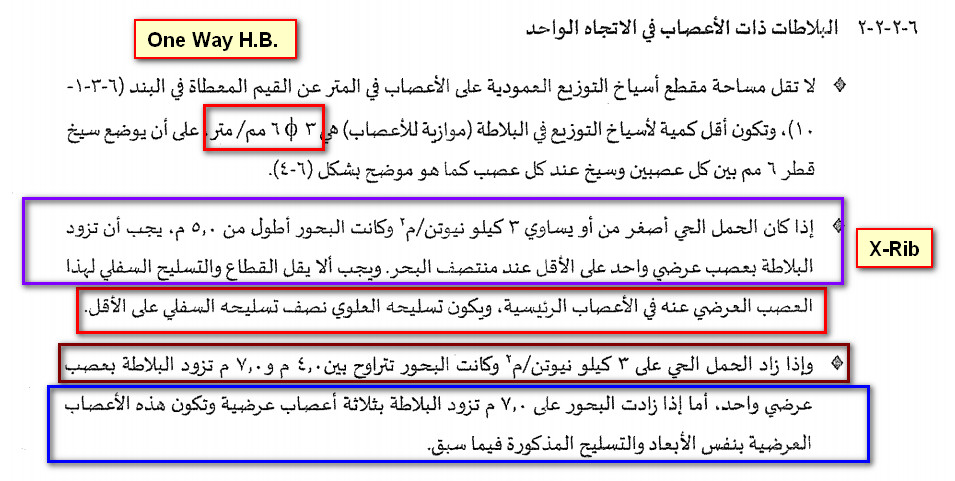 ٦-٢-٢-٢ البلاطات ذات الأعصاب في الاتجاه الواحد
One Way H.B.
لا تقل مساحة مقطع أسياخ التوزيع العمودية على الأعصاب في المتر عن القيم المعطاة في البند (٦-٣-١-
١٠)، وتكون أقل كمية لأسياخ التوزيع في البلاطة (موازية للأعصاب) هي ٣ ϕ ٦ مم/ متر، على أن يوضع سيخ
قطر ٦ مم بين كل عصبين وسيخ عند كل عصب كما هو موضح بشكل (٦-٤).
إذا كان الحمل الحي أصغر من أو يساوي ٣ كيلو نيوتن/م٢ وكانت البحور أطول من ٥,٠ م، يجب أن تزود
X-Rib
البلاطة بعصب عرضي واحد على الأقل عند منتصف البحر. ويجب ألا يقل القطاع والتسليح السفلي لهذا
العصب العرضي عنه في الأعصاب الرئيسية، ويكون تسليحه العلوي نصف تسليحه السفلي على الأقل.
وإذا زاد الحمل الحي على ٣ كيلو نيوتن/م٢ وكانت البحور تتراوح بين ٤,٠ م و ٧,٠ م تزود البلاطة بعصب
عرضي واحد، أما إذا زادت البحور على ٧,٠ م تزود البلاطة بثلاثة أعصاب عرضية وتكون هذه الأعصاب
العرضية بنفس الأبعاد والتسليح المذكورة فيما سبق.